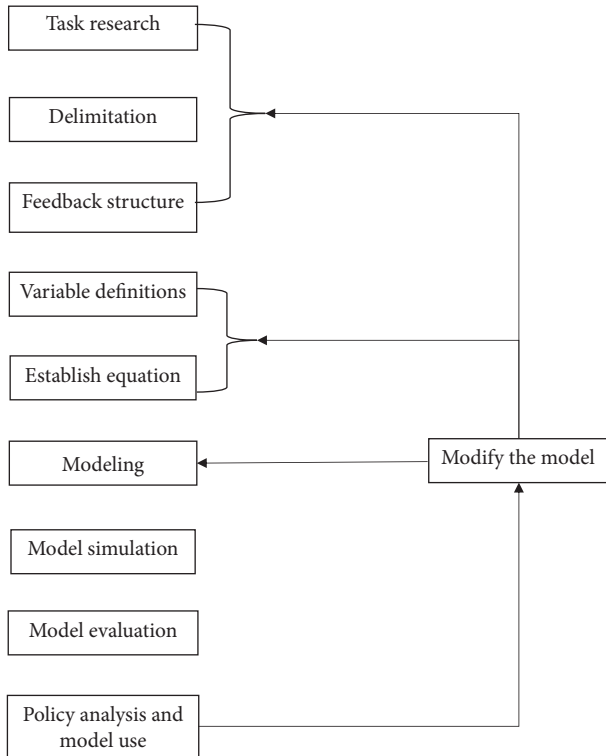 Task research
Delimitation
Feedback structure
Variable definitions
Establish equation
Modeling
Modify the model
Model simulation
Model evaluation
Policy analysis and
model use